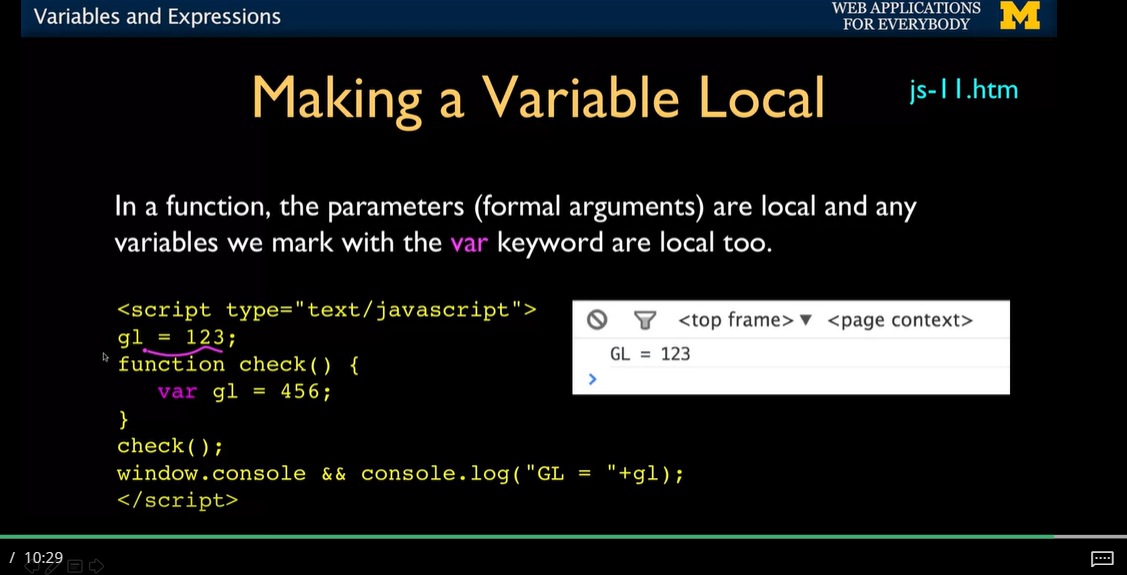 Variables and Expressions
WEB APPLICATIONS
FOR EVERYBODY
M
Making a Variable Local
js-11.htm
In a function, the parameters (formal arguments) are local and any
variables we mark with the var keyword are local too.
<script type="text/javascript">
gl = 123;
function check() {
var gl = 456;
}
check();
window.console && console.log("GL = "+gl);
</script>
<top frame>▼ <page context>
GL = 123
>
/ 10:29